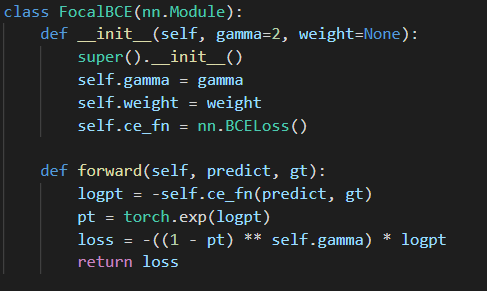 class FocalBCE(nn.Module):
    def __init__(self, gamma=2, weight=None):
        super().__init__()
        self.gamma = gamma
        self.weight = weight
        self.ce_fn = nn.BCELoss()

    def forward(self, predict, gt):
        logpt = -self.ce_fn(predict, gt)
        pt = torch.exp(logpt)
        loss = -((1 - pt) ** self.gamma) * logpt
        return loss